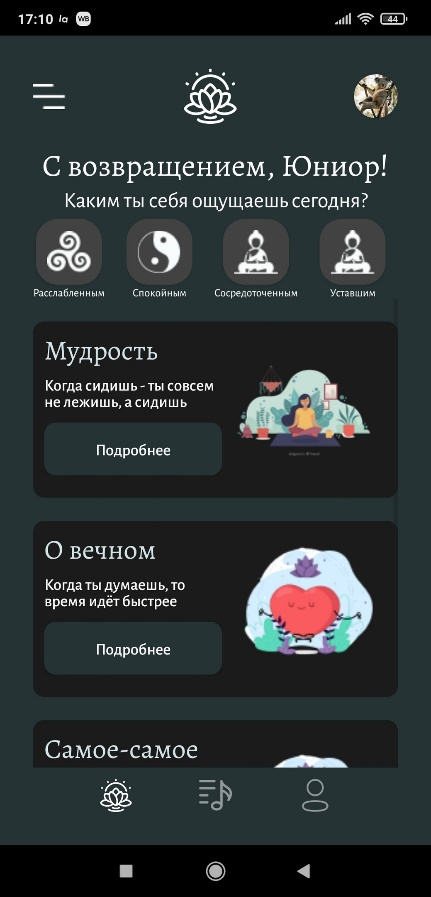 17:10
WB
44
С возвращением, Юниор!
Каким ты себя ощущаешь сегодня?
Расслабленным Спокойным Сосредоточенным Уставшим
Мудрость
Когда сидишь - ты совсем
не лежишь, а сидишь
Подробнее
О вечном
Когда ты думаешь, то
время идёт быстрее
Подробнее
Самое-самое